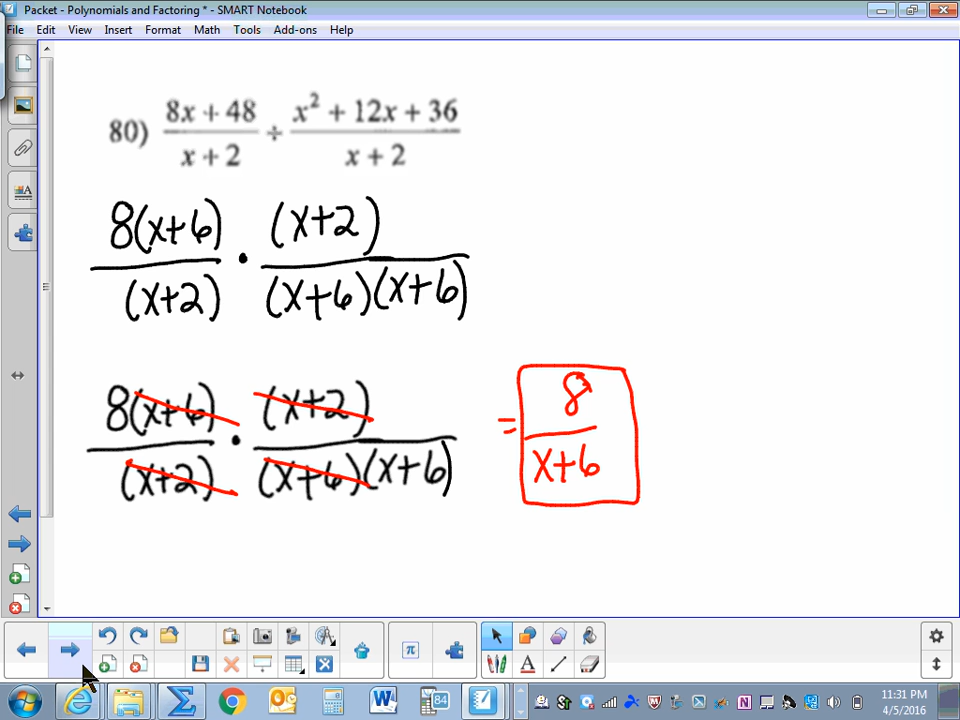 Packet - Polynomials and Factoring * - SMART Notebook
File Edit View Insert Format Math Tools Add-ons Help
80) (8x + 48)/(x + 2) ÷ (x² + 12x + 36)/(x + 2)
8(x+6)/(x+2) · (x+2)/((x+6)(x+6))
8(x+6)/(x+2) · (x+2)/((x+6)(x+6)) = 8/(x+6)
11:31 PM
4/5/2016